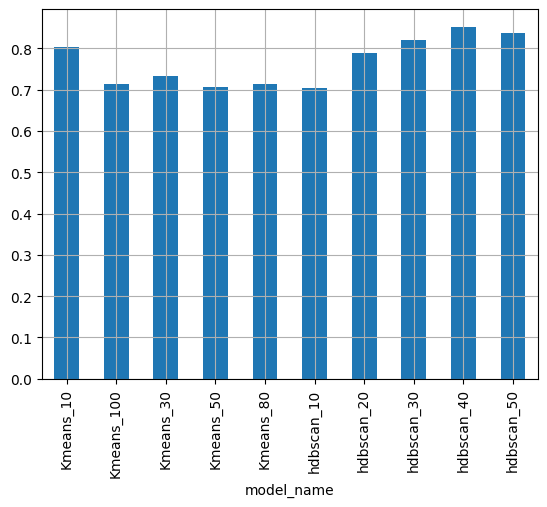 0.8
0.7
0.6
0.5
0.4
0.3
0.2
0.1
0.0
Kmeans_10
Kmeans_100
Kmeans_30
Kmeans_50
Kmeans_80
hdbscan_10
hdbscan_20
hdbscan_30
hdbscan_40
hdbscan_50
model_name